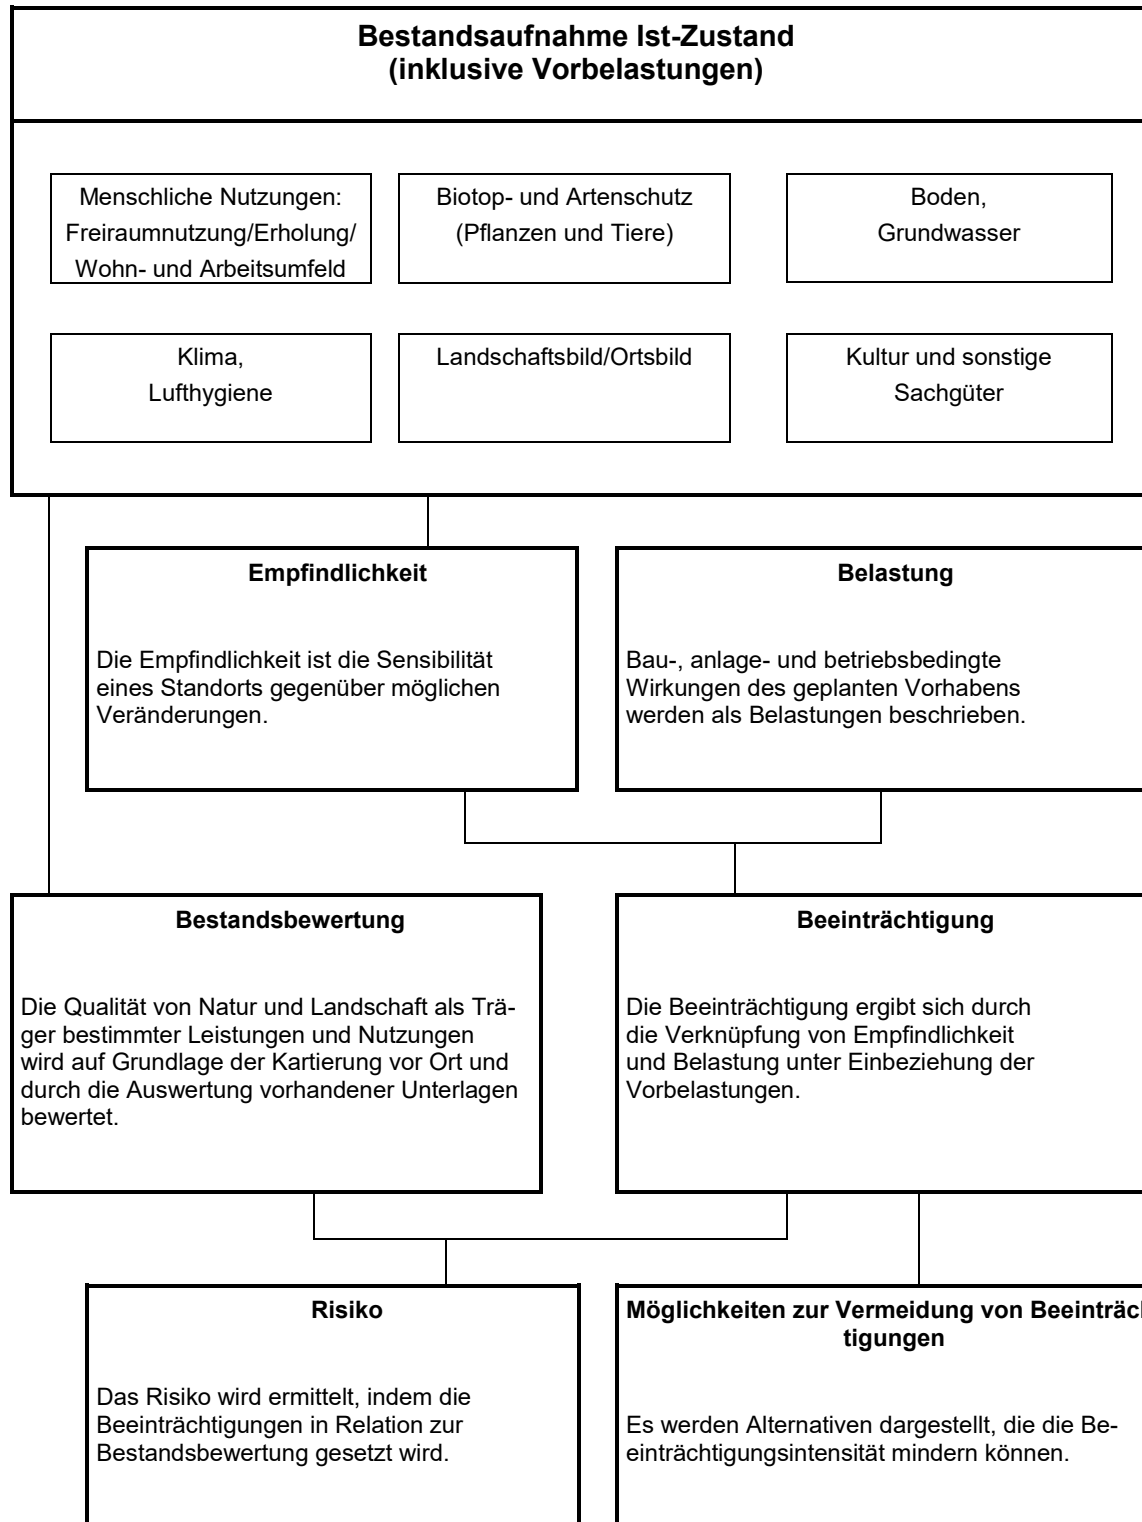 Bestandsaufnahme Ist-Zustand
(inklusive Vorbelastungen)
Menschliche Nutzungen:
Freiraumnutzung/Erholung/
Wohn- und Arbeitsumfeld
Biotop- und Artenschutz
(Pflanzen und Tiere)
Boden,
Grundwasser
Klima,
Lufthygiene
Landschaftsbild/Ortsbild
Kultur und sonstige
Sachgüter
Empfindlichkeit
Die Empfindlichkeit ist die Sensibilität
eines Standorts gegenüber möglichen
Veränderungen.
Belastung
Bau-, anlage- und betriebsbedingte
Wirkungen des geplanten Vorhabens
werden als Belastungen beschrieben.
Bestandsbewertung
Die Qualität von Natur und Landschaft als Trä-
ger bestimmter Leistungen und Nutzungen
wird auf Grundlage der Kartierung vor Ort und
durch die Auswertung vorhandener Unterlagen
bewertet.
Beeinträchtigung
Die Beeinträchtigung ergibt sich durch
die Verknüpfung von Empfindlichkeit
und Belastung unter Einbeziehung der
Vorbelastungen.
Risiko
Das Risiko wird ermittelt, indem die
Beeinträchtigungen in Relation zur
Bestandsbewertung gesetzt wird.
Möglichkeiten zur Vermeidung von Beeinträch
tigungen
Es werden Alternativen dargestellt, die die Be-
einträchtigungsintensität mindern können.